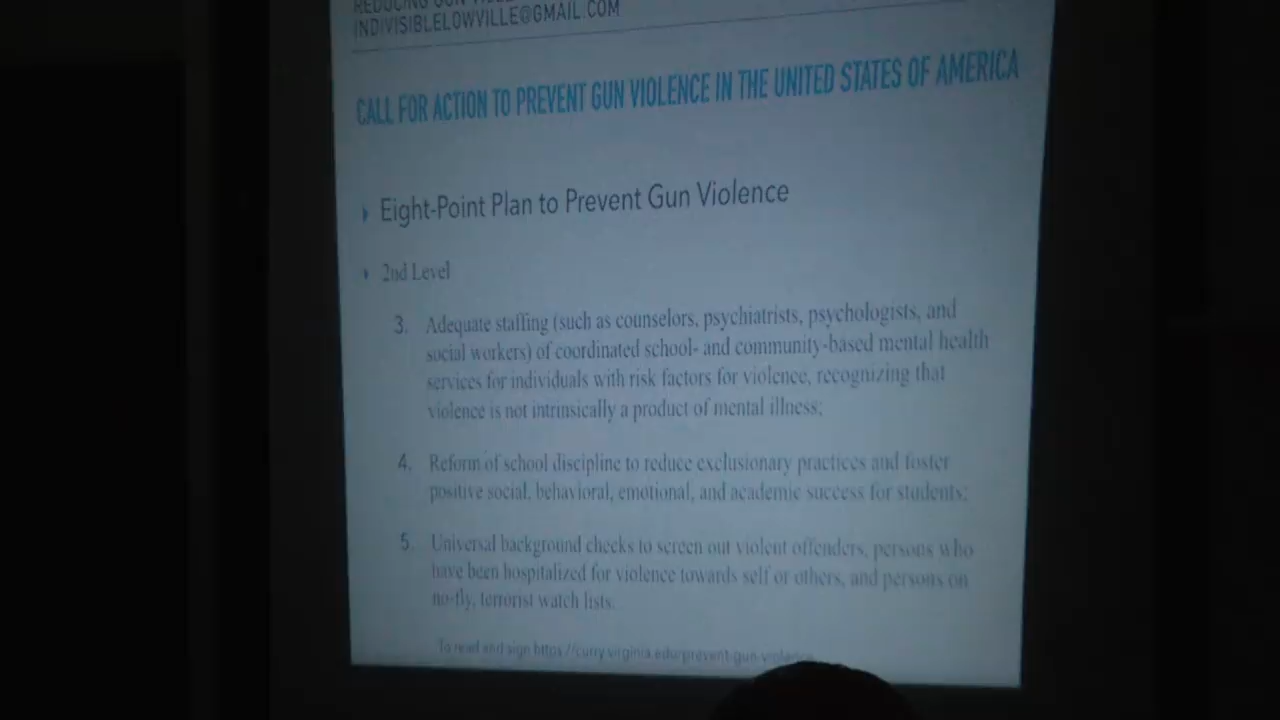 REDUCING GUN
INDIVISIBLELOWVILLE@GMAIL.COM
CALL FOR ACTION TO PREVENT GUN VIOLENCE IN THE UNITED STATES OF AMERICA
Eight-Point Plan to Prevent Gun Violence
2nd Level
3. Adequate staffing (such as counselors, psychiatrists, psychologists, and
social workers) of coordinated school- and community-based mental health
services for individuals with risk factors for violence, recognizing that
violence is not intrinsically a product of mental illness;
4. Reform of school discipline to reduce exclusionary practices and foster
positive social, behavioral, emotional, and academic success for students;
5. Universal background checks to screen out violent offenders, persons who
have been hospitalized for violence towards self or others, and persons on
no-fly, terrorist watch lists.
To read and sign https://curry.virginia.edu/prevent-gun-violence